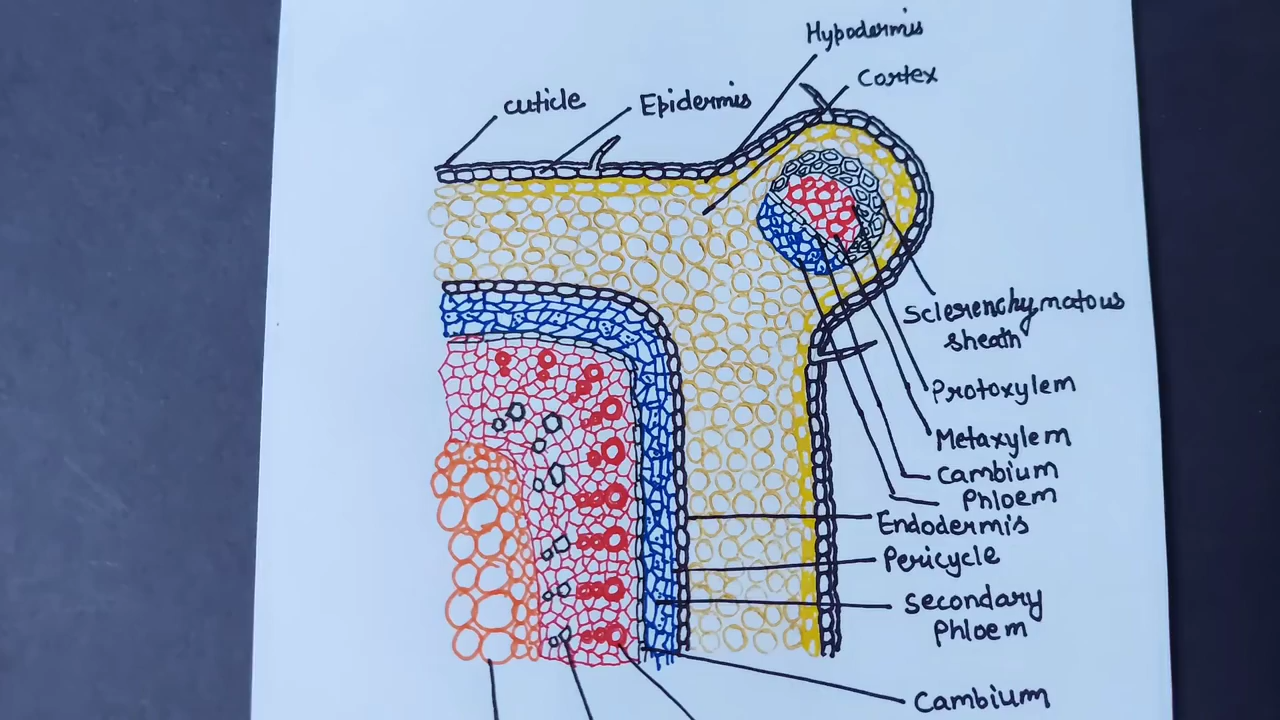 Hypodermis
Cortex
cuticle
Epidermis
Sclerenchymatous
sheath
Protoxylem
Metaxylem
Cambium
Phloem
Endodermis
Pericycle
Secondary
Phloem
Cambium